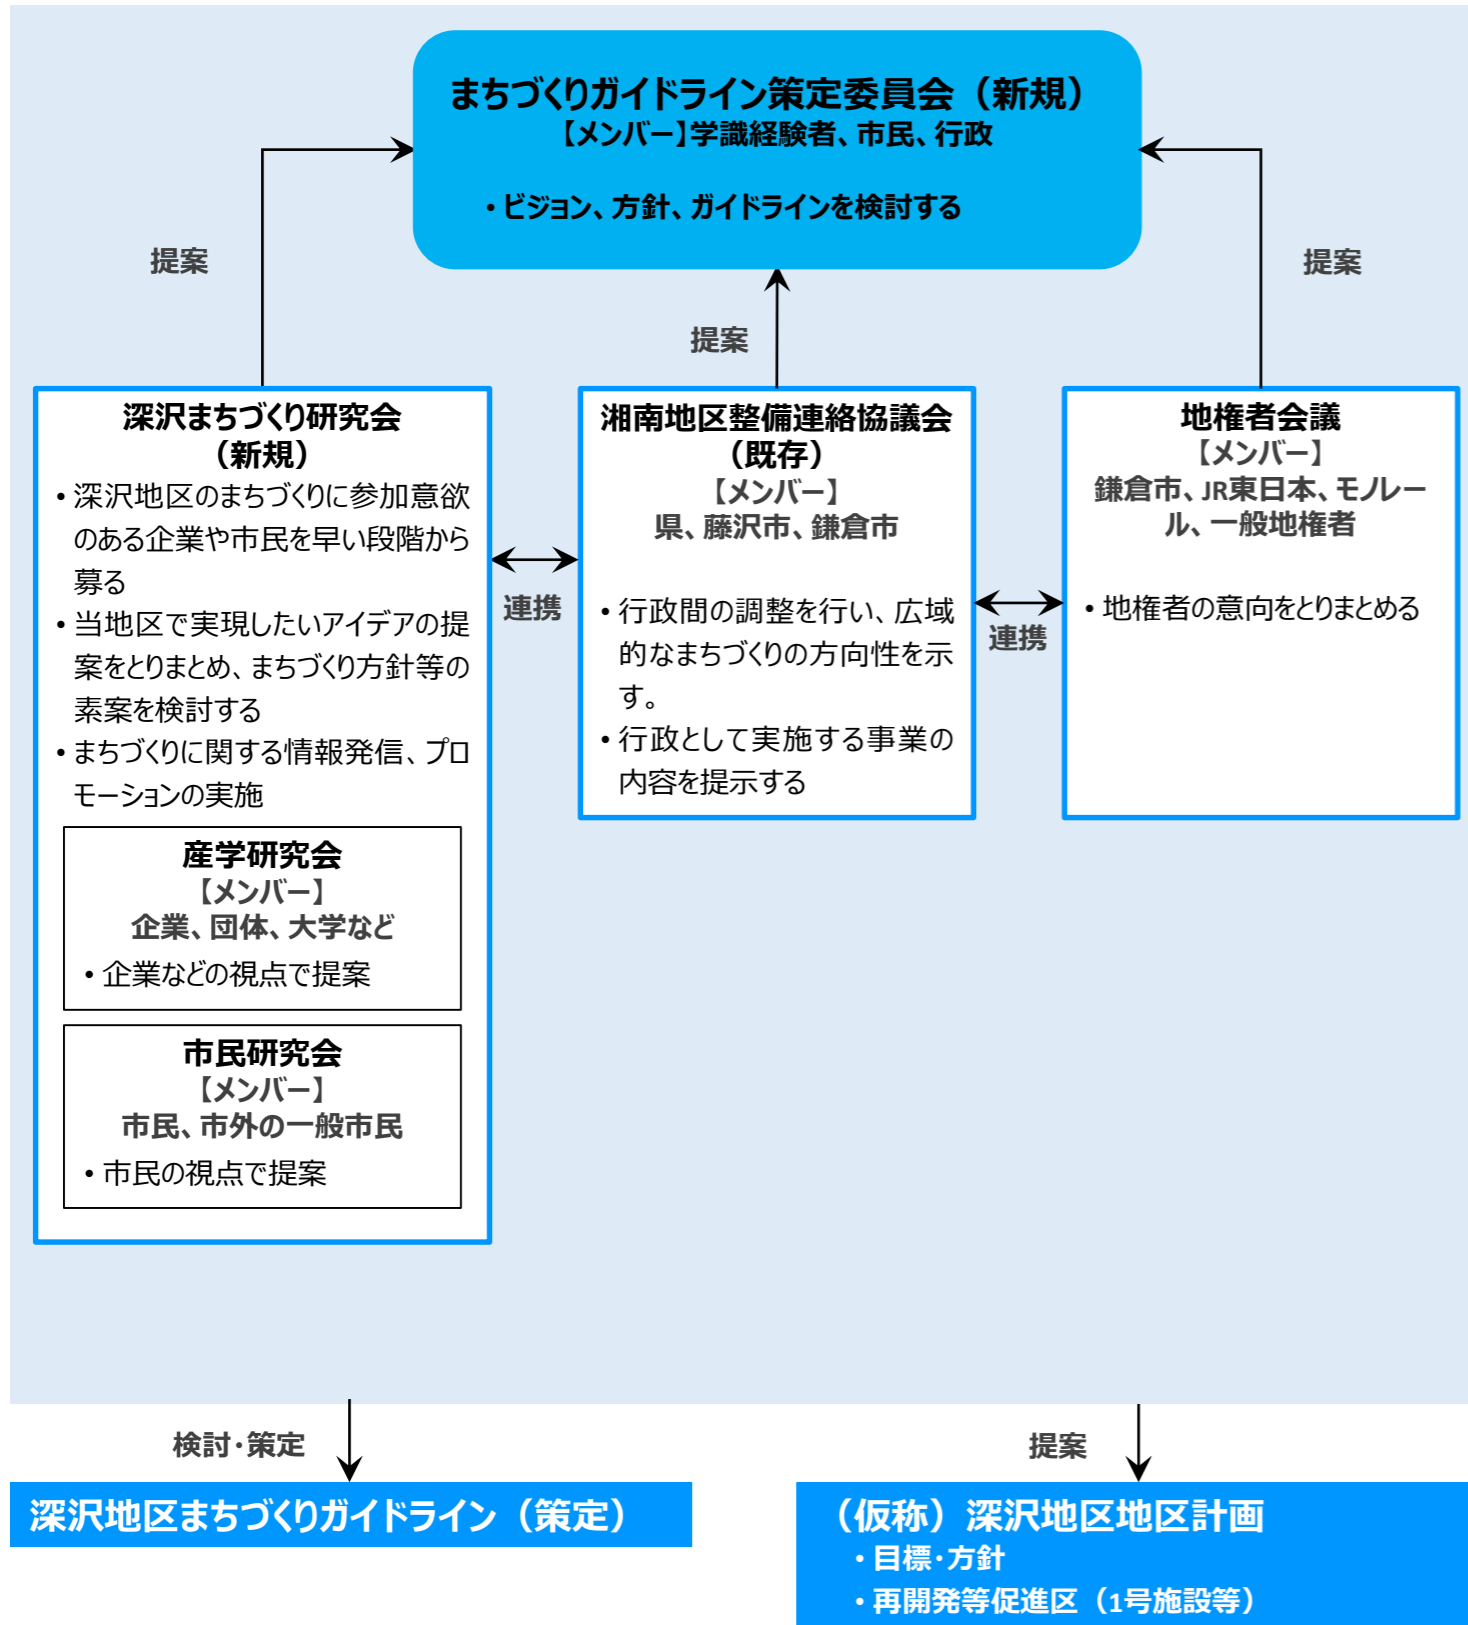 まちづくりガイドライン策定委員会（新規）
【メンバー】学識経験者、市民、行政
・ビジョン、方針、ガイドラインを検討する
提案
提案
提案
深沢まちづくり研究会
（新規）
・深沢地区のまちづくりに参加意欲
のある企業や市民を早い段階から
募る
・当地区で実現したいアイデアの提
案をとりまとめ、まちづくり方針等の
素案を検討する
・まちづくりに関する情報発信、プロ
モーションの実施
産学研究会
【メンバー】
企業、団体、大学など
・企業などの視点で提案
市民研究会
【メンバー】
市民、市外の一般市民
・市民の視点で提案
連携
湘南地区整備連絡協議会
（既存）
【メンバー】
県、藤沢市、鎌倉市
・行政間の調整を行い、広域
的なまちづくりの方向性を示
す。
・行政として実施する事業の
内容を提示する
連携
地権者会議
【メンバー】
鎌倉市、JR東日本、モノレー
ル、一般地権者
・地権者の意向をとりまとめる
検討・策定
提案
深沢地区まちづくりガイドライン（策定）
（仮称）深沢地区地区計画
・目標・方針
・再開発等促進区（1号施設等）